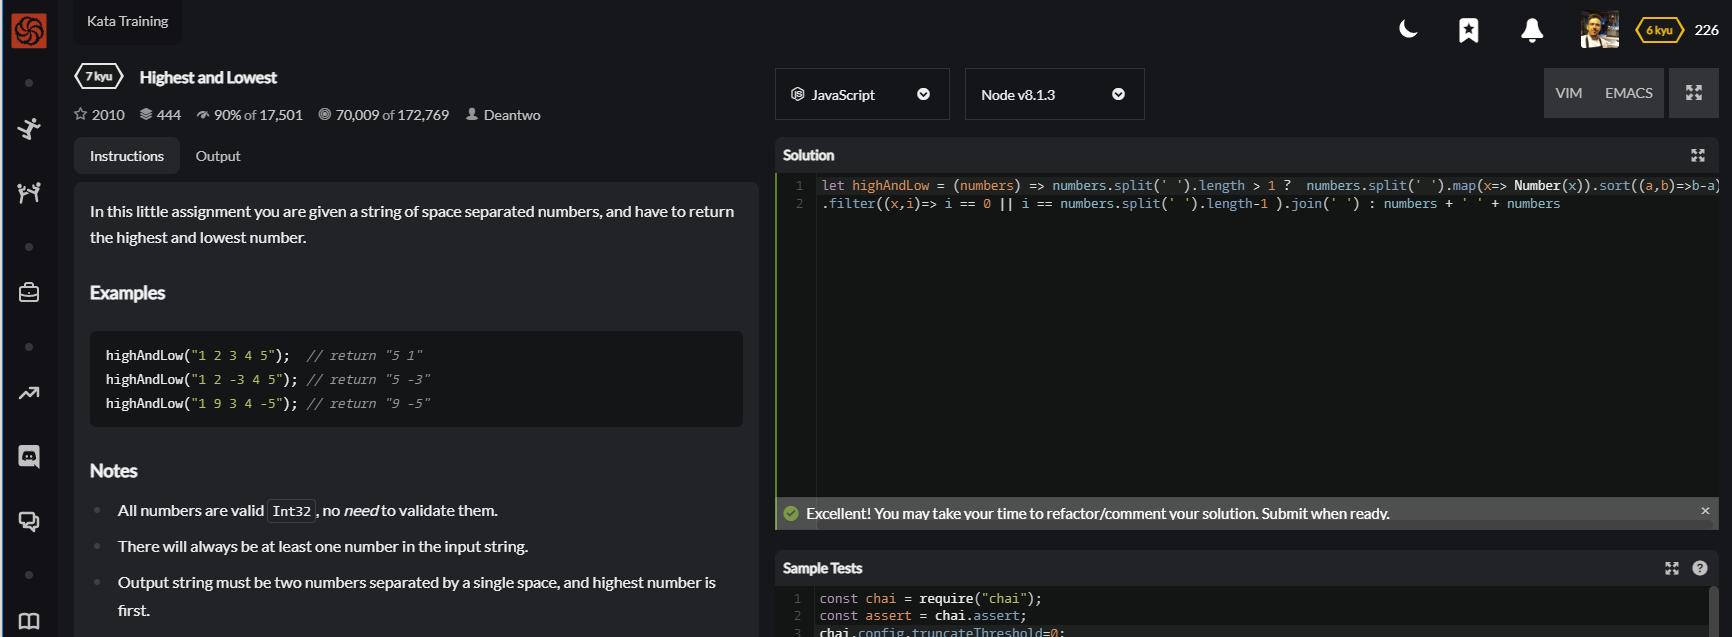 Kata Training
6 kyu 226
7 kyu Highest and Lowest
2010 444 90% of 17,501 70,009 of 172,769 Deantwo
Instructions Output
In this little assignment you are given a string of space separated numbers, and have to return
the highest and lowest number.
Examples
highAndLow("1 2 3 4 5");  // return "5 1"
highAndLow("1 2 -3 4 5"); // return "5 -3"
highAndLow("1 9 3 4 -5"); // return "9 -5"
Notes
All numbers are valid Int32, no need to validate them.
There will always be at least one number in the input string.
Output string must be two numbers separated by a single space, and highest number is
first.
JavaScript Node v8.1.3 VIM EMACS
Solution
1 let highAndLow = (numbers) => numbers.split(' ').length > 1 ?  numbers.split(' ').map(x=> Number(x)).sort((a,b)=>b-a)
2 .filter((x,i)=> i == 0 || i == numbers.split(' ').length-1 ).join(' ') : numbers + ' ' + numbers
Excellent! You may take your time to refactor/comment your solution. Submit when ready. ×
Sample Tests ?
1 const chai = require("chai");
2 const assert = chai.assert;
3 chai.config.truncateThreshold=0;